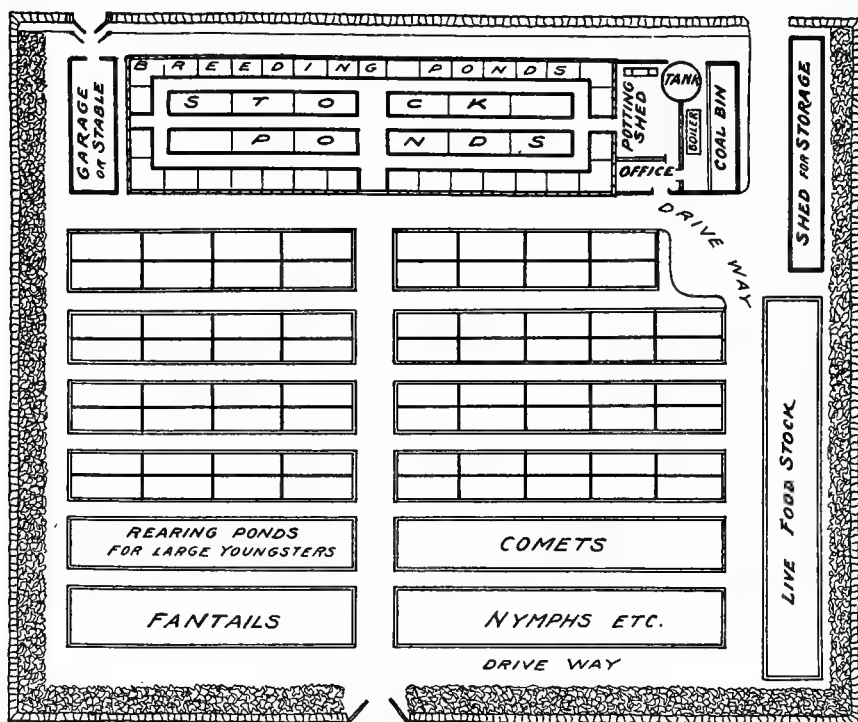 BREEDING PONDS
STOCK
PONDS
GARAGE
OR STABLE
POTTING
SHED
TANK
BOILER
COAL BIN
OFFICE
SHED FOR STORAGE
DRIVE WAY
LIVE FOOD STOCK
REARING PONDS
FOR LARGE YOUNGSTERS
COMETS
FANTAILS
NYMPHS ETC.
DRIVE WAY